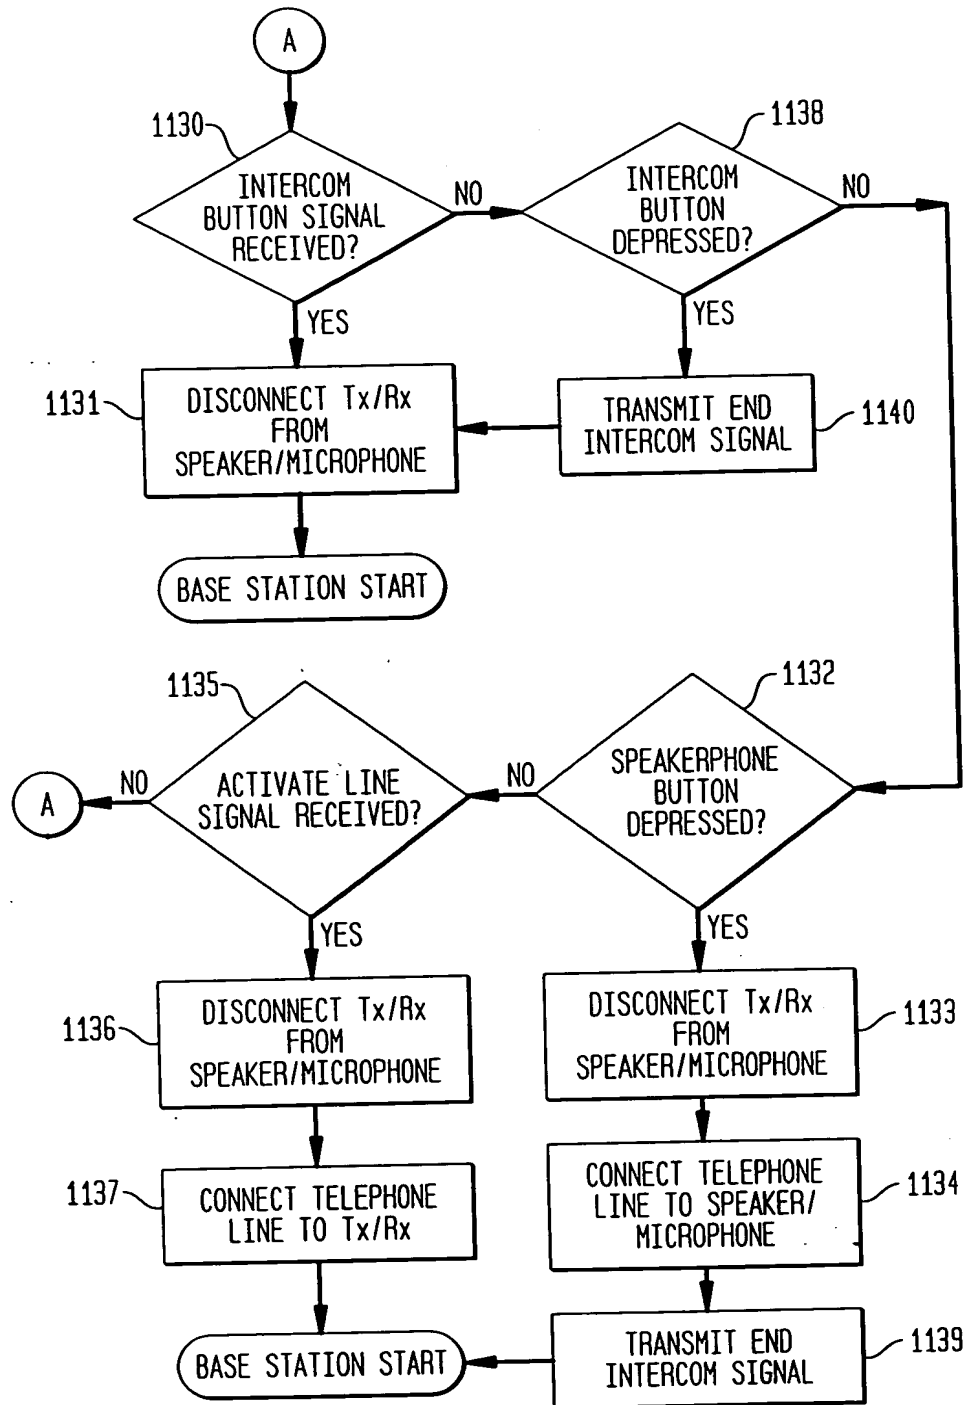 A
1130
INTERCOM
BUTTON SIGNAL
RECEIVED?
NO
YES
1138
INTERCOM
BUTTON
DEPRESSED?
NO
YES
1131
DISCONNECT Tx/Rx
FROM
SPEAKER/MICROPHONE
TRANSMIT END
INTERCOM SIGNAL
1140
BASE STATION START
1135
ACTIVATE LINE
SIGNAL RECEIVED?
NO
A
YES
1132
SPEAKERPHONE
BUTTON
DEPRESSED?
NO
YES
1136
DISCONNECT Tx/Rx
FROM
SPEAKER/MICROPHONE
DISCONNECT Tx/Rx
FROM
SPEAKER/MICROPHONE
1133
1137
CONNECT TELEPHONE
LINE TO Tx/Rx
CONNECT TELEPHONE
LINE TO SPEAKER/
MICROPHONE
1134
BASE STATION START
TRANSMIT END
INTERCOM SIGNAL
1139